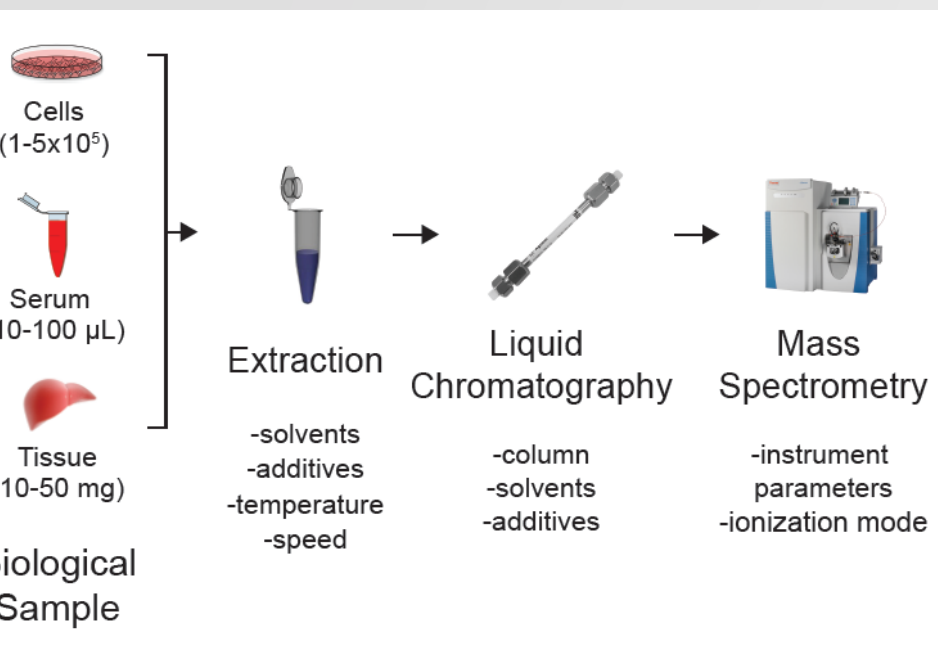 Cells
(1-5x10⁵)
Serum
10-100 µL)
Tissue
10-50 mg)
iological
Sample
Extraction
-solvents
-additives
-temperature
-speed
Liquid
Chromatography
-column
-solvents
-additives
Mass
Spectrometry
-instrument
parameters
-ionization mode